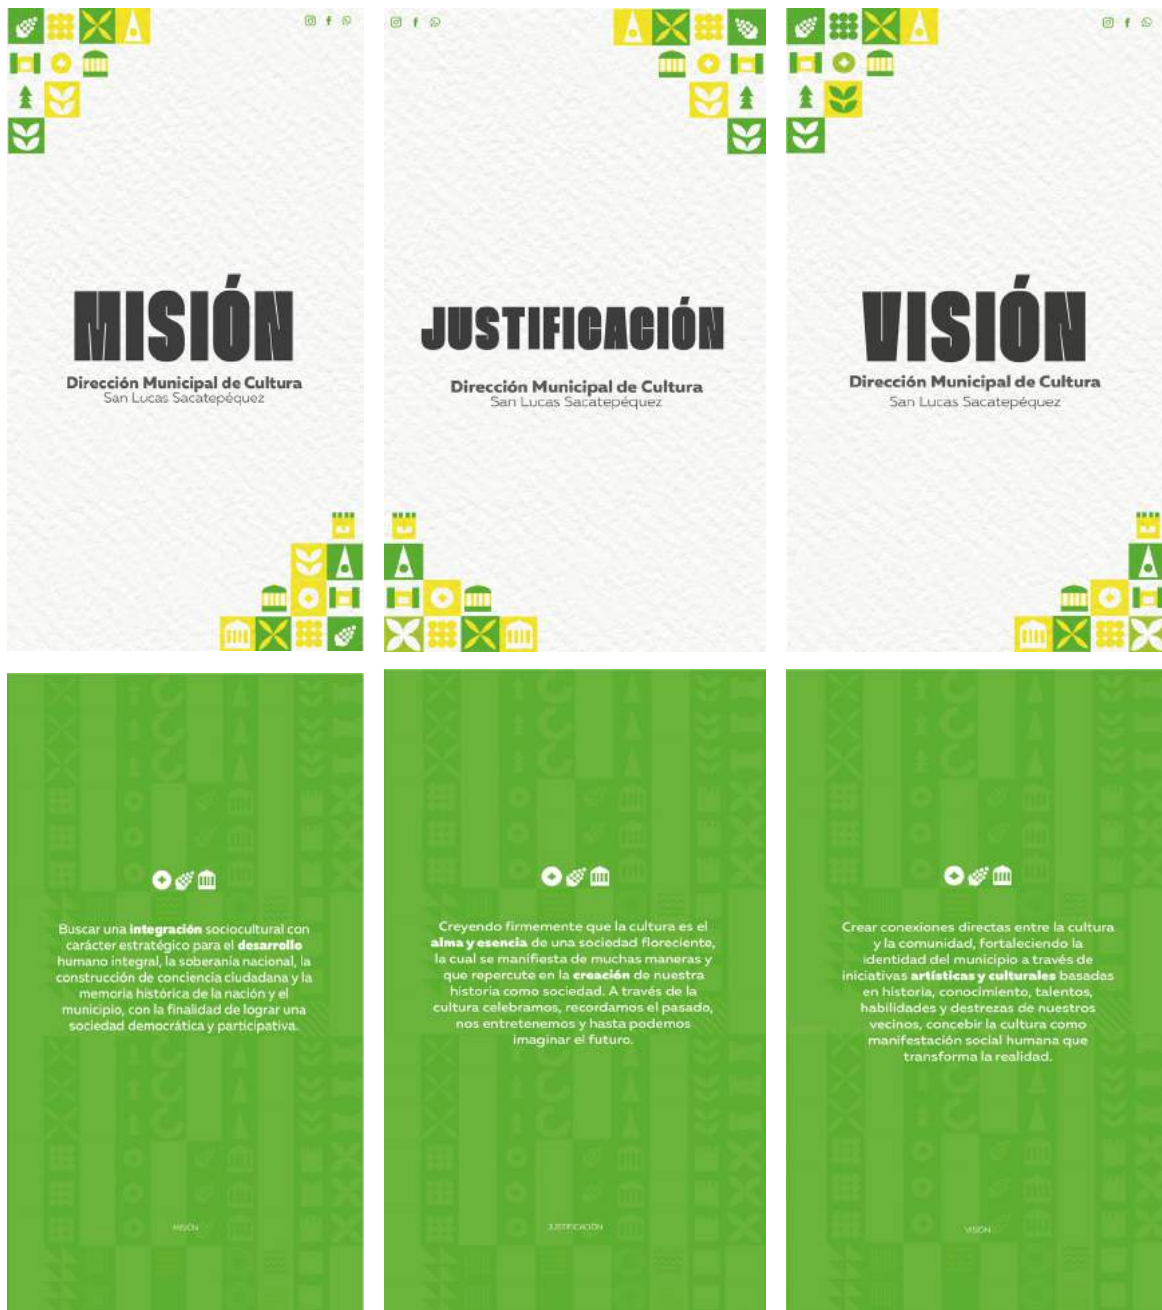 MISIÓN
Dirección Municipal de Cultura
San Lucas Sacatepéquez
JUSTIFICACIÓN
Dirección Municipal de Cultura
San Lucas Sacatepéquez
VISIÓN
Dirección Municipal de Cultura
San Lucas Sacatepéquez
Buscar una integración sociocultural con
carácter estratégico para el desarrollo
humano integral, la soberanía nacional, la
construcción de conciencia ciudadana y la
memoria histórica de la nación y el
municipio, con la finalidad de lograr una
sociedad democrática y participativa.
MISIÓN
Creyendo firmemente que la cultura es el
alma y esencia de una sociedad floreciente,
la cual se manifiesta de muchas maneras y
que repercute en la creación de nuestra
historia como sociedad. A través de la
cultura celebramos, recordamos el pasado,
nos entretenemos y hasta podemos
imaginar el futuro.
JUSTIFICACIÓN
Crear conexiones directas entre la cultura
y la comunidad, fortaleciendo la
identidad del municipio a través de
iniciativas artísticas y culturales basadas
en historia, conocimiento, talentos,
habilidades y destrezas de nuestros
vecinos, concebir la cultura como
manifestación social humana que
transforma la realidad.
VISIÓN